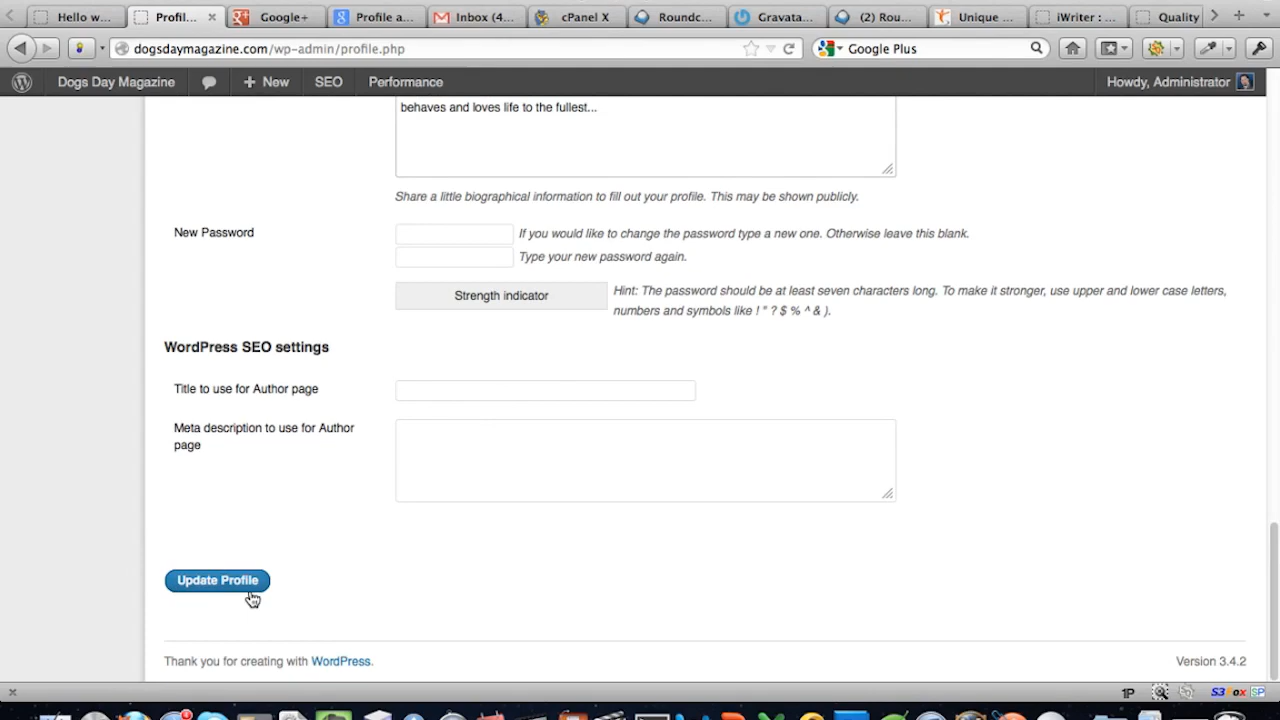 Hello w...
Profil...
Google+
Profile a...
Inbox (4...
cPanel X
Roundc...
Gravata...
(2) Rou...
Unique ...
iWriter : ...
Quality
dogsdaymagazine.com/wp-admin/profile.php
Google Plus
Dogs Day Magazine
New
SEO
Performance
Howdy, Administrator
behaves and loves life to the fullest...
Share a little biographical information to fill out your profile. This may be shown publicly.
New Password
If you would like to change the password type a new one. Otherwise leave this blank.
Type your new password again.
Strength indicator
Hint: The password should be at least seven characters long. To make it stronger, use upper and lower case letters,
numbers and symbols like ! " ? $ % ^ & ).
WordPress SEO settings
Title to use for Author page
Meta description to use for Author
page
Update Profile
Thank you for creating with WordPress.
Version 3.4.2
1P
S3Fox
SP